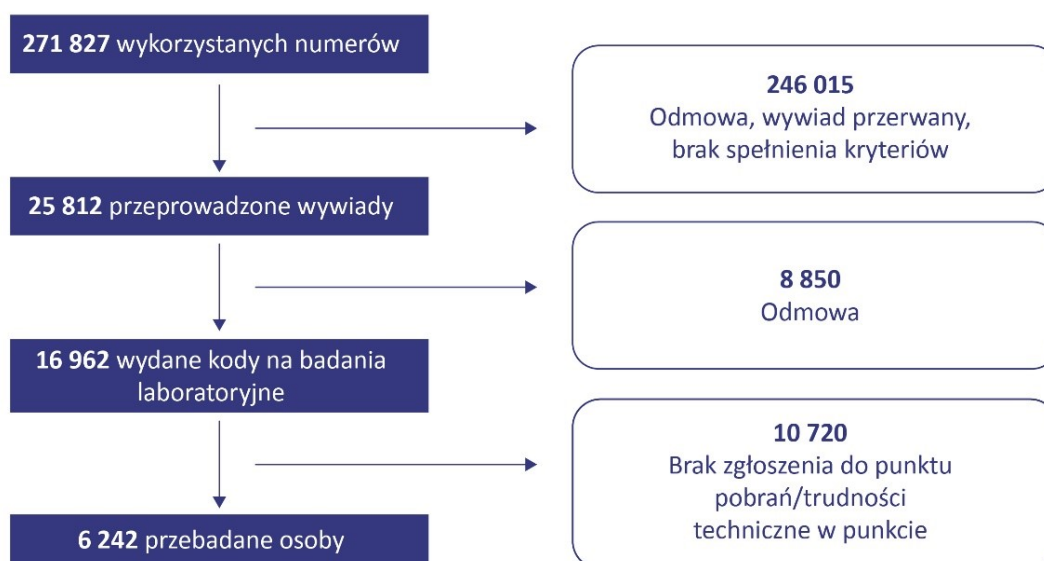 271 827 wykorzystanych numerów
246 015
Odmowa, wywiad przerwany,
brak spełnienia kryteriów
25 812 przeprowadzone wywiady
8 850
Odmowa
16 962 wydane kody na badania
laboratoryjne
10 720
Brak zgłoszenia do punktu
pobrań/trudności
techniczne w punkcie
6 242 przebadane osoby